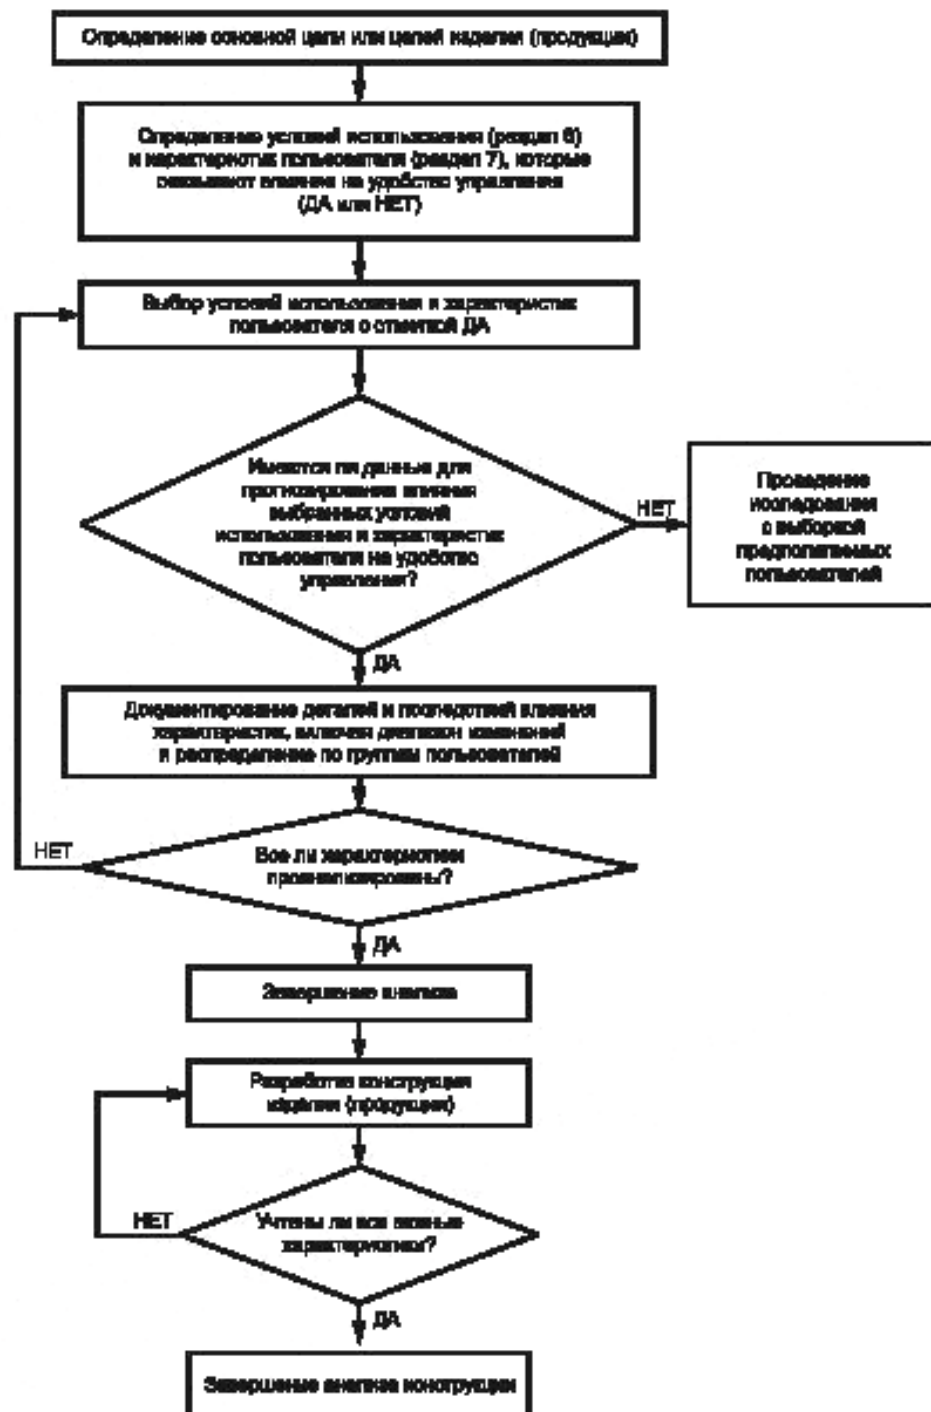 Определение основной цели или целей изделия (продукции)
Определение условий использования (раздел 6)
и характеристик пользователя (раздел 7), которые
оказывают влияние на удобство управления
(ДА или НЕТ)
Выбор условий использования и характеристик
пользователя с отметкой ДА
Имеются ли данные для
прогнозирования влияния
выбранных условий
использования и характеристик
пользователя на удобство
управления?
НЕТ
Проведение
исследования
с выборкой
предполагаемых
пользователей
ДА
Документирование деталей и последствий влияния
характеристик, включая диапазон изменений
и распределение по группам пользователей
НЕТ
Все ли характеристики
проанализированы?
ДА
Завершение анализа
Разработка конструкции
изделия (продукции)
НЕТ
Учтены ли все важные
характеристики?
ДА
Завершение анализа конструкции